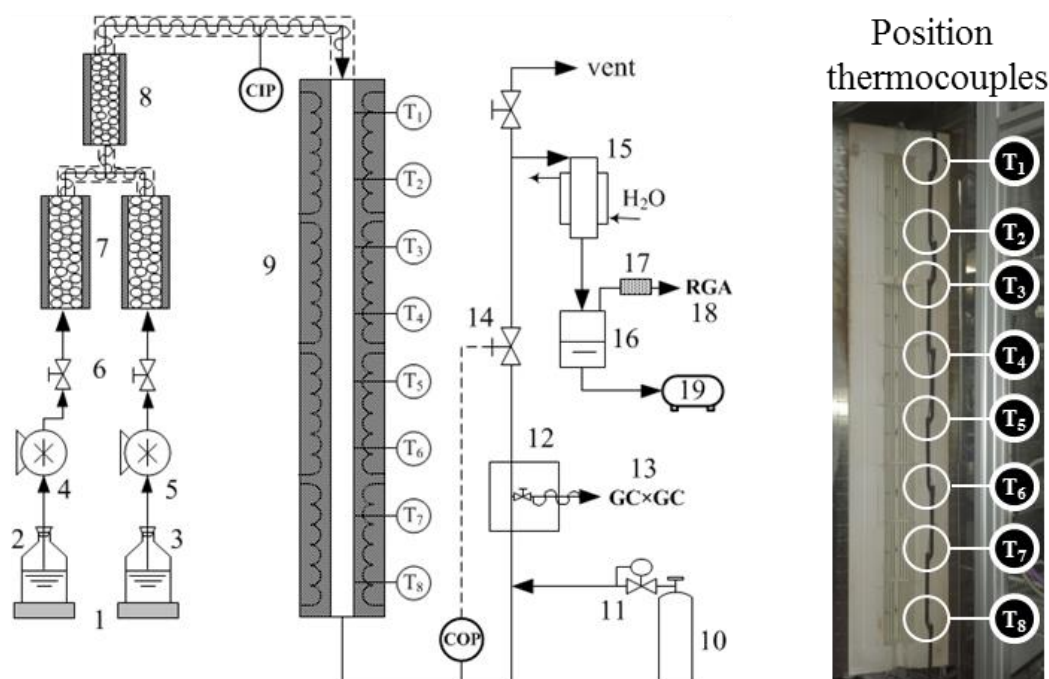 Position
thermocouples
vent
8
CIP
T1
T2
T3
T4
T5
T6
T7
T8
15
H2O
7
9
17
RGA
18
14
16
6
19
12
13
GC×GC
4
5
2
3
11
1
COP
10
T1
T2
T3
T4
T5
T6
T7
T8